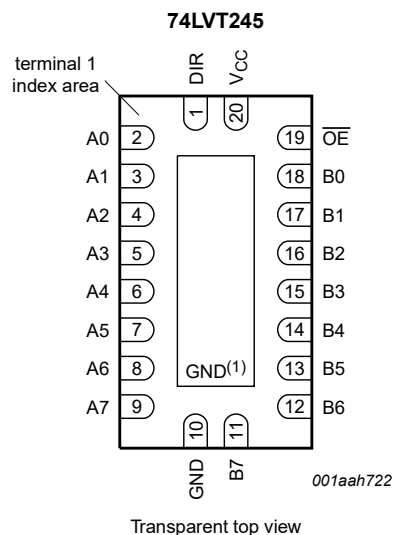 74LVT245
terminal 1
index area
DIR
VCC
1
20
A0 2
19 OE
A1 3
18 B0
A2 4
17 B1
A3 5
16 B2
A4 6
15 B3
A5 7
14 B4
A6 8
13 B5
GND(1)
A7 9
12 B6
10
11
GND
B7
001aah722
Transparent top view